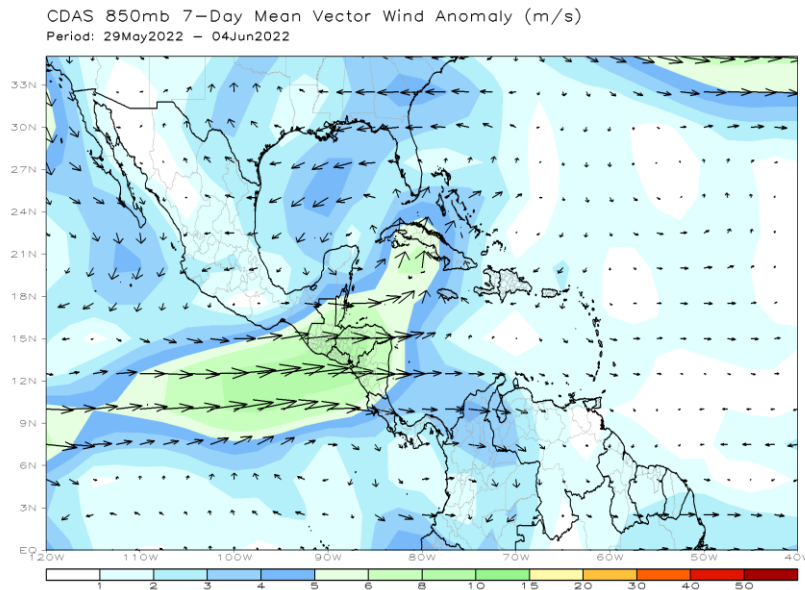 CDAS 850mb 7-Day Mean Vector Wind Anomaly (m/s)
Period: 29May2022 - 04Jun2022
33N
30N
27N
24N
21N
18N
15N
12N
9N
6N
3N
EQ
120W 110W 100W 90W 80W 70W 60W 50W 40W
1 2 3 4 5 6 8 10 15 20 30 40 50